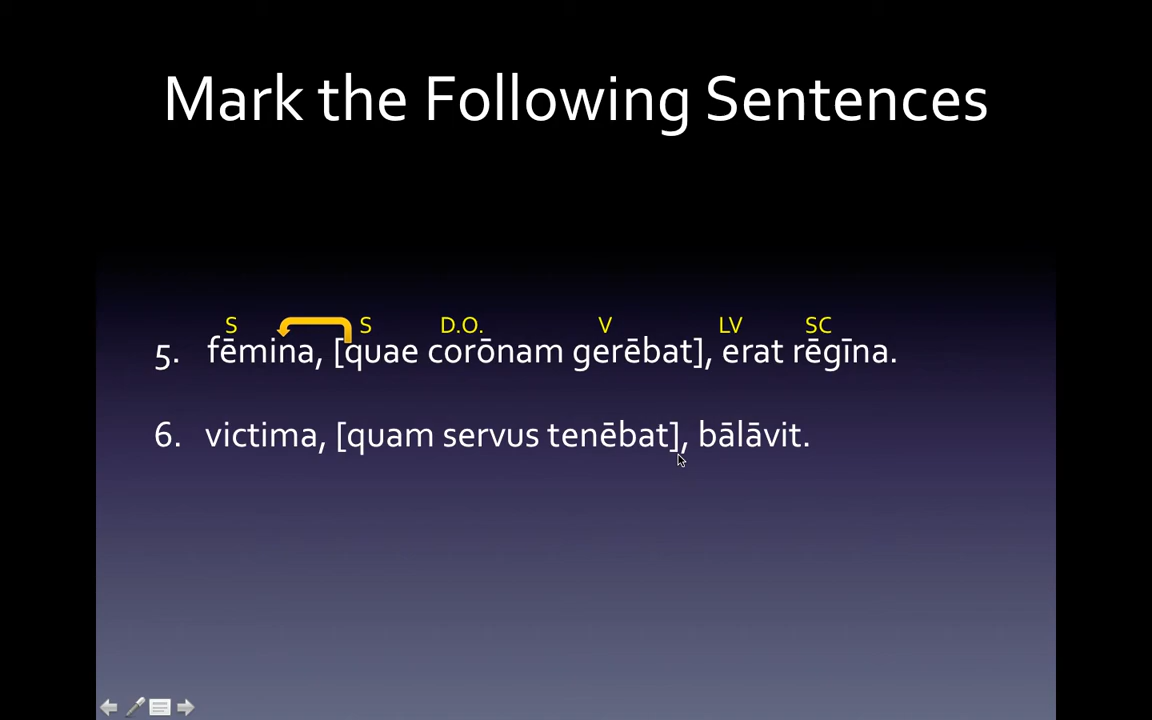 Mark the Following Sentences
S S D.O. V LV SC
5. fēmina, [quae corōnam gerēbat], erat rēgīna.
6. victima, [quam servus tenēbat], bālāvit.